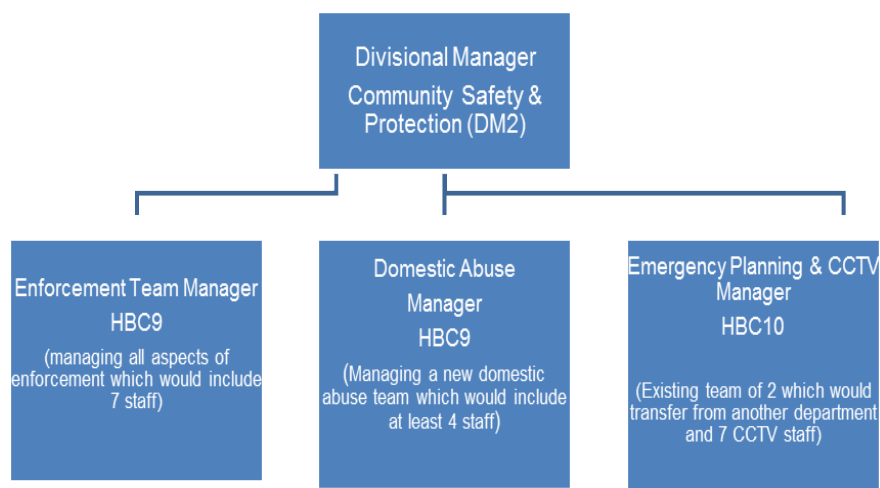 Divisional Manager
Community Safety &
Protection (DM2)
Enforcement Team Manager
HBC9
(managing all aspects of
enforcement which would include
7 staff)
Domestic Abuse
Manager
HBC9
(Managing a new domestic
abuse team which would include
at least 4 staff)
Emergency Planning & CCTV
Manager
HBC10
(Existing team of 2 which would
transfer from another department
and 7 CCTV staff)